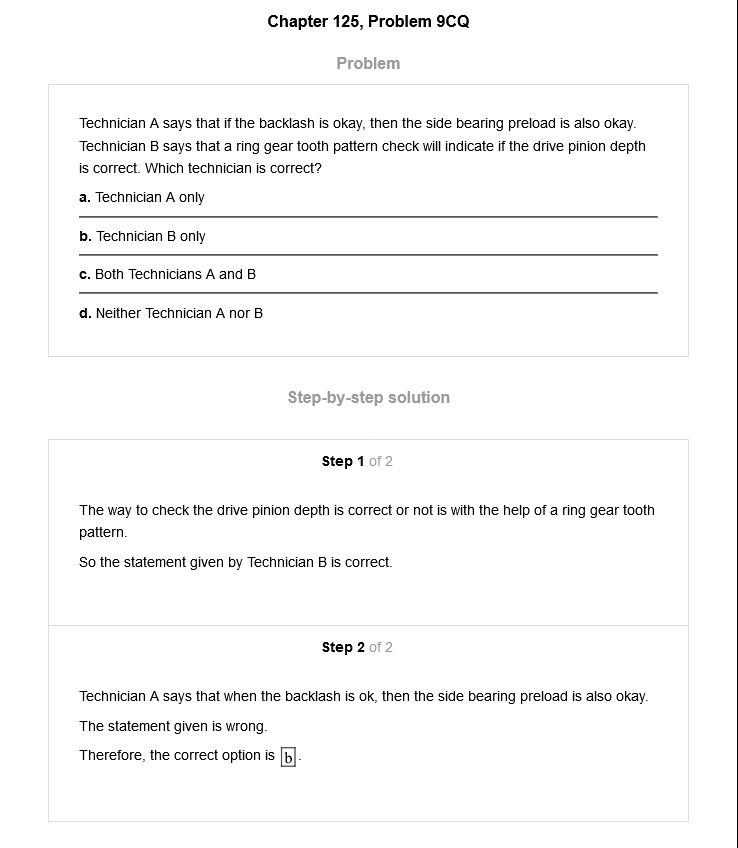 Chapter 125, Problem 9CQ
Problem
Technician A says that if the backlash is okay, then the side bearing preload is also okay.
Technician B says that a ring gear tooth pattern check will indicate if the drive pinion depth
is correct. Which technician is correct?
a. Technician A only
b. Technician B only
c. Both Technicians A and B
d. Neither Technician A nor B
Step-by-step solution
Step 1 of 2
The way to check the drive pinion depth is correct or not is with the help of a ring gear tooth
pattern.
So the statement given by Technician B is correct.
Step 2 of 2
Technician A says that when the backlash is ok, then the side bearing preload is also okay.
The statement given is wrong.
Therefore, the correct option is b.